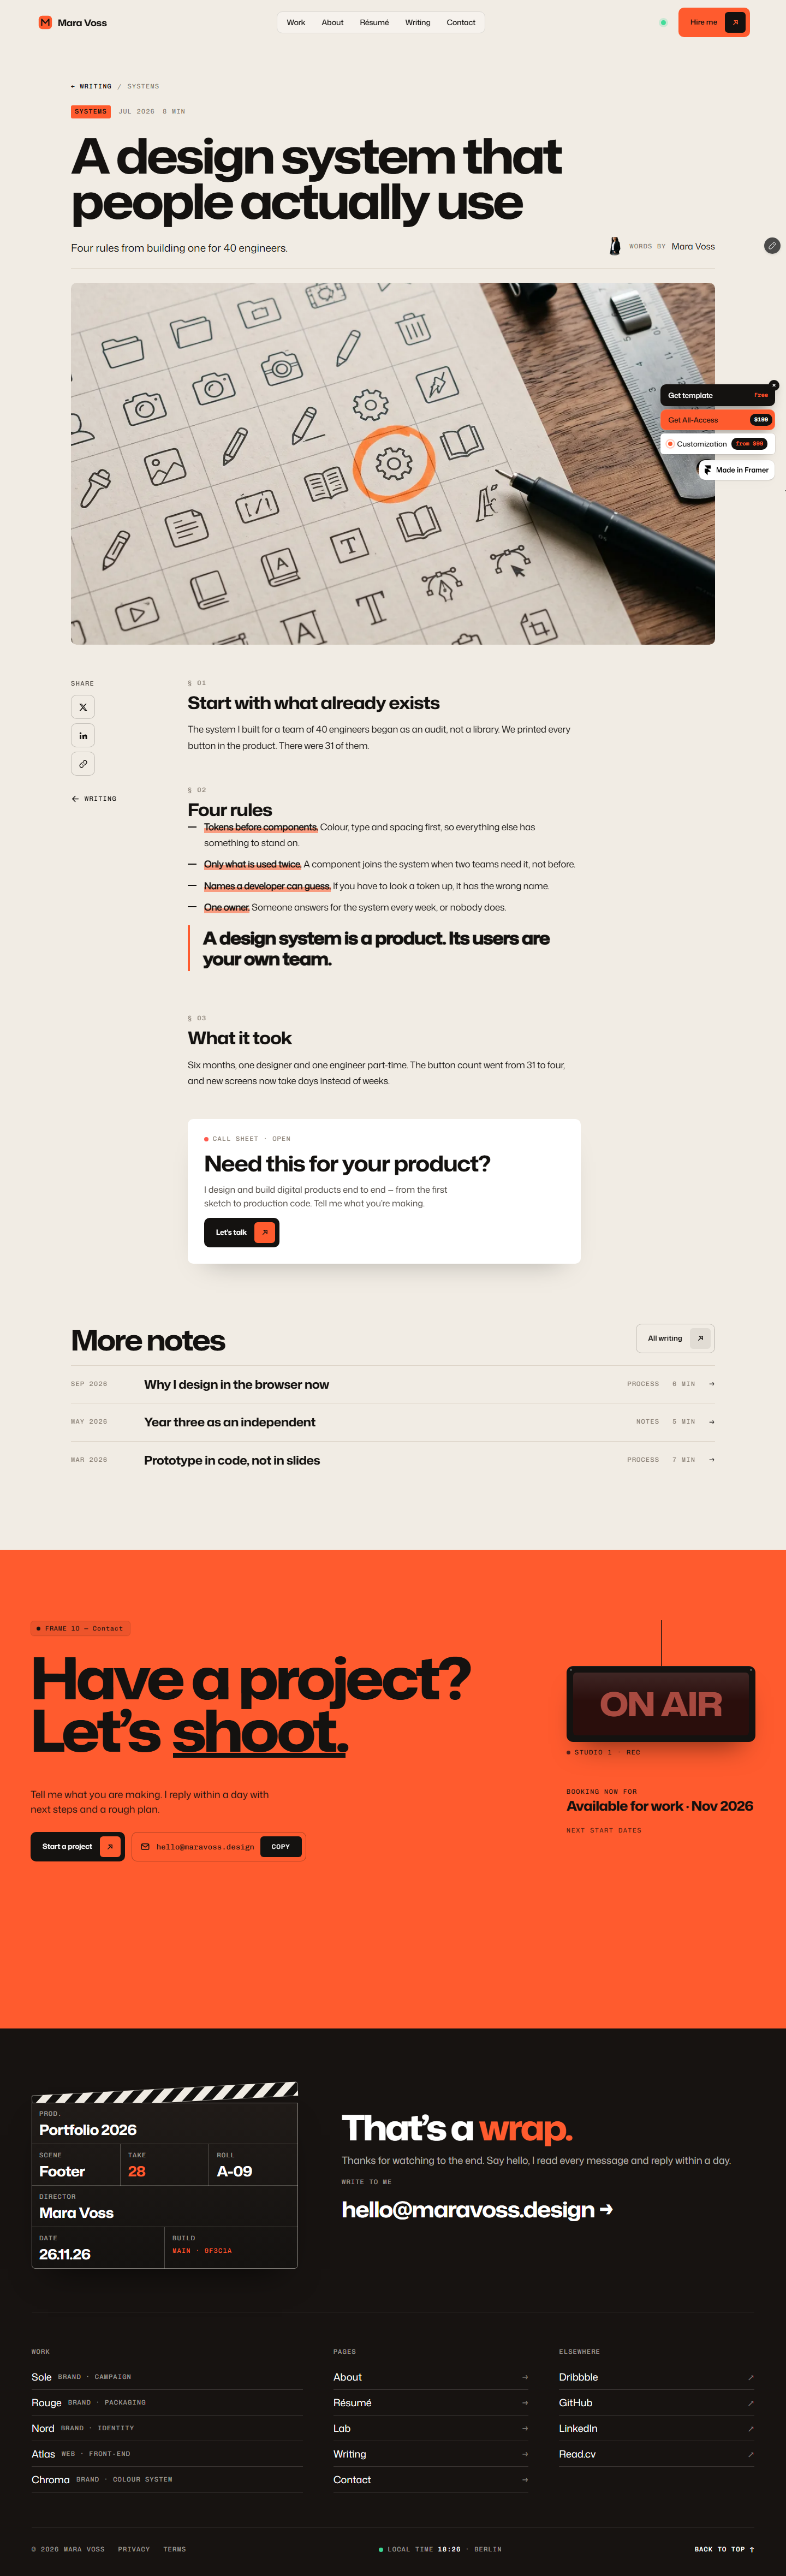 Mara Voss
Work About Résumé Writing Contact
Hire me
← WRITING / SYSTEMS
SYSTEMS JUL 2026 8 MIN
A design system that
people actually use
Four rules from building one for 40 engineers.
WORDS BY Mara Voss
Get template Free
Get All-Access $199
Customization from $99
Made in Framer
SHARE
← WRITING
§ 01
Start with what already exists
The system I built for a team of 40 engineers began as an audit, not a library. We printed every
button in the product. There were 31 of them.
§ 02
Four rules
— Tokens before components. Colour, type and spacing first, so everything else has
something to stand on.
— Only what is used twice. A component joins the system when two teams need it, not before.
— Names a developer can guess. If you have to look a token up, it has the wrong name.
— One owner. Someone answers for the system every week, or nobody does.
A design system is a product. Its users are
your own team.
§ 03
What it took
Six months, one designer and one engineer part-time. The button count went from 31 to four,
and new screens now take days instead of weeks.
CALL SHEET · OPEN
Need this for your product?
I design and build digital products end to end — from the first
sketch to production code. Tell me what you're making.
Let's talk
More notes
All writing
SEP 2026 Why I design in the browser now PROCESS 6 MIN →
MAY 2026 Year three as an independent NOTES 5 MIN →
MAR 2026 Prototype in code, not in slides PROCESS 7 MIN →
FRAME 10 — Contact
Have a project?
Let's shoot.
Tell me what you are making. I reply within a day with
next steps and a rough plan.
Start a project
hello@maravoss.design COPY
ON AIR
STUDIO 1 · REC
BOOKING NOW FOR
Available for work · Nov 2026
NEXT START DATES
PROD.
Portfolio 2026
SCENE TAKE ROLL
Footer 28 A-09
DIRECTOR
Mara Voss
DATE BUILD
26.11.26 MAIN · 9F3C1A
That's a wrap.
Thanks for watching to the end. Say hello, I read every message and reply within a day.
WRITE TO ME
hello@maravoss.design →
WORK
Sole BRAND · CAMPAIGN
Rouge BRAND · PACKAGING
Nord BRAND · IDENTITY
Atlas WEB · FRONT-END
Chroma BRAND · COLOUR SYSTEM
PAGES
About →
Résumé →
Lab →
Writing →
Contact →
ELSEWHERE
Dribbble ↗
GitHub ↗
LinkedIn ↗
Read.cv ↗
© 2026 MARA VOSS PRIVACY TERMS
LOCAL TIME 18:26 · BERLIN
BACK TO TOP ↑